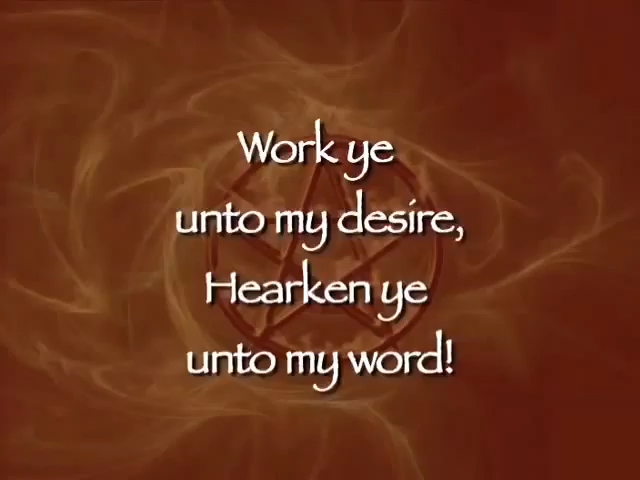 Work ye
unto my desire,
Hearken ye
unto my word!